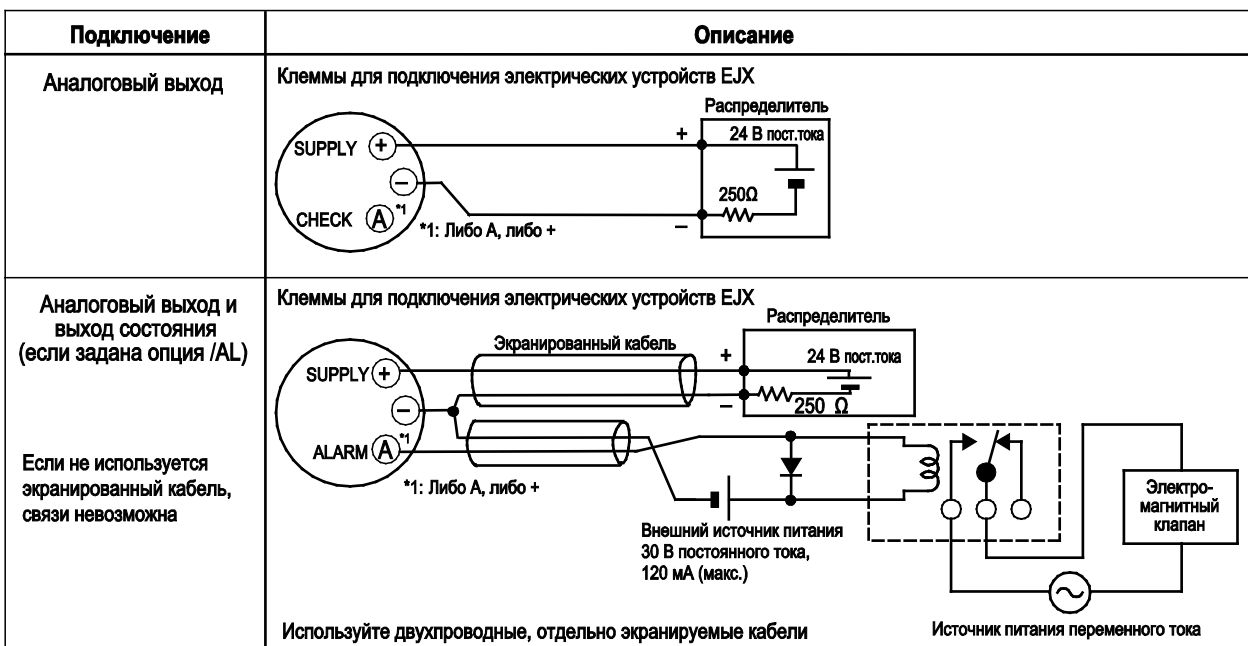 Подключение
Описание
Аналоговый выход
Клеммы для подключения электрических устройств EJX
Распределитель
SUPPLY +
+
24 В пост.тока
−
250Ω
CHECK A *1
*1: Либо А, либо +
−
Аналоговый выход и
выход состояния
(если задана опция /AL)
Если не используется
экранированный кабель,
связи невозможна
Клеммы для подключения электрических устройств EJX
Распределитель
Экранированный кабель
+
24 В пост.тока
SUPPLY +
−
−
250 Ω
ALARM A *1
*1: Либо А, либо +
Внешний источник питания
30 В постоянного тока,
120 мА (макс.)
Электро-
магнитный
клапан
Источник питания переменного тока
Используйте двухпроводные, отдельно экранируемые кабели